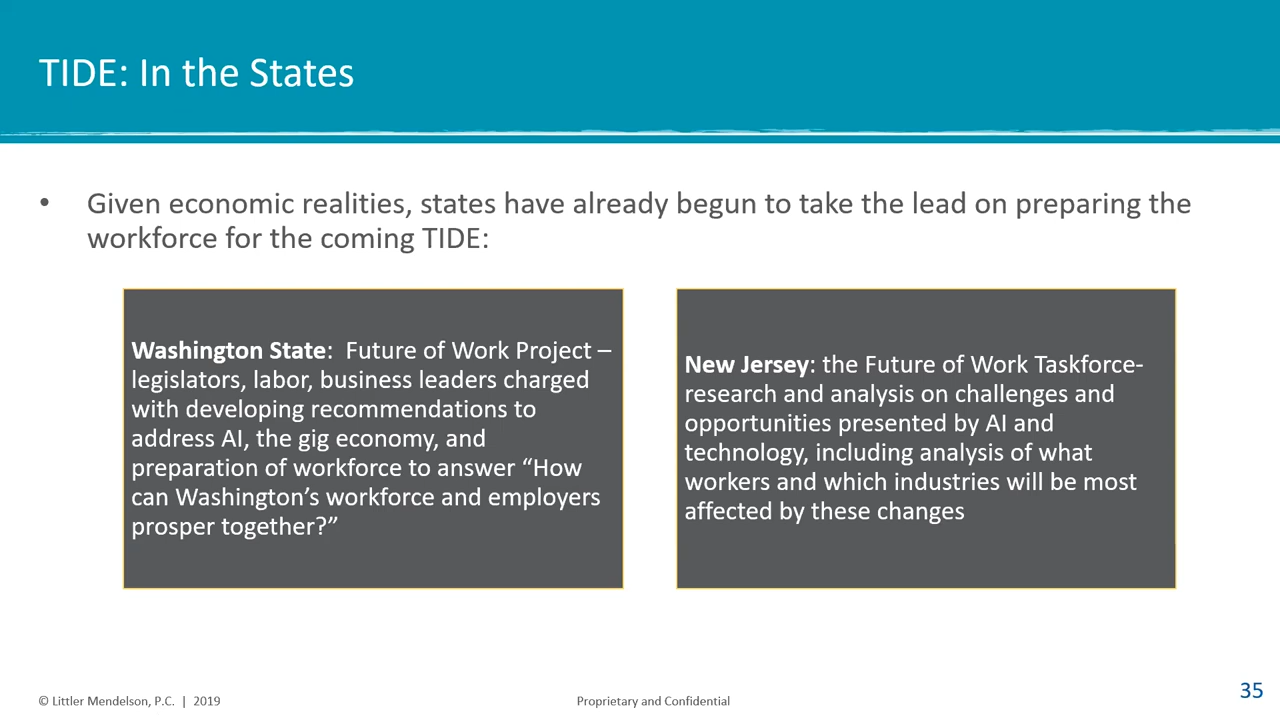 TIDE: In the States
• Given economic realities, states have already begun to take the lead on preparing the
workforce for the coming TIDE:
Washington State:  Future of Work Project –
legislators, labor, business leaders charged
with developing recommendations to
address AI, the gig economy, and
preparation of workforce to answer “How
can Washington’s workforce and employers
prosper together?”
New Jersey: the Future of Work Taskforce-
research and analysis on challenges and
opportunities presented by AI and
technology, including analysis of what
workers and which industries will be most
affected by these changes
© Littler Mendelson, P.C.  |  2019
Proprietary and Confidential
35